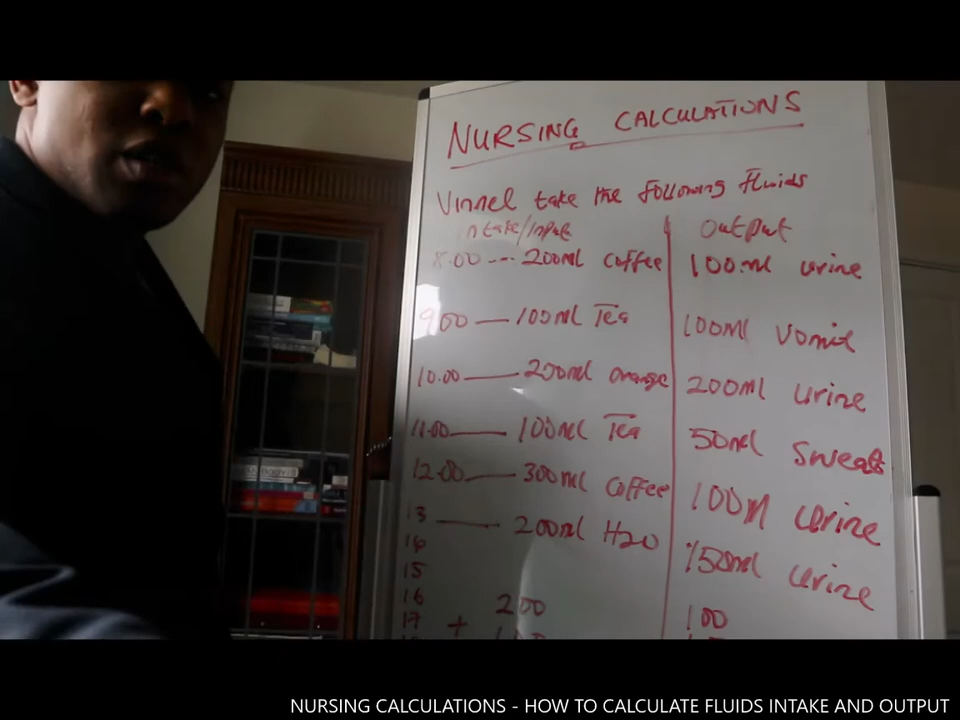 NURSING CALCULATIONS
Vinnel take the following fluids
intake/input
output
8.00 --- 200ml coffee
100ml urine
9.00 — 100ml Tea
100ml vomit
10.00 — 200ml orange
200ml urine
11.00 — 100ml Tea
50ml sweats
12.00 — 300ml Coffee
100ml urine
13 — 200ml H2O
150ml urine
14
15
16 200
100
17 +
NURSING CALCULATIONS - HOW TO CALCULATE FLUIDS INTAKE AND OUTPUT